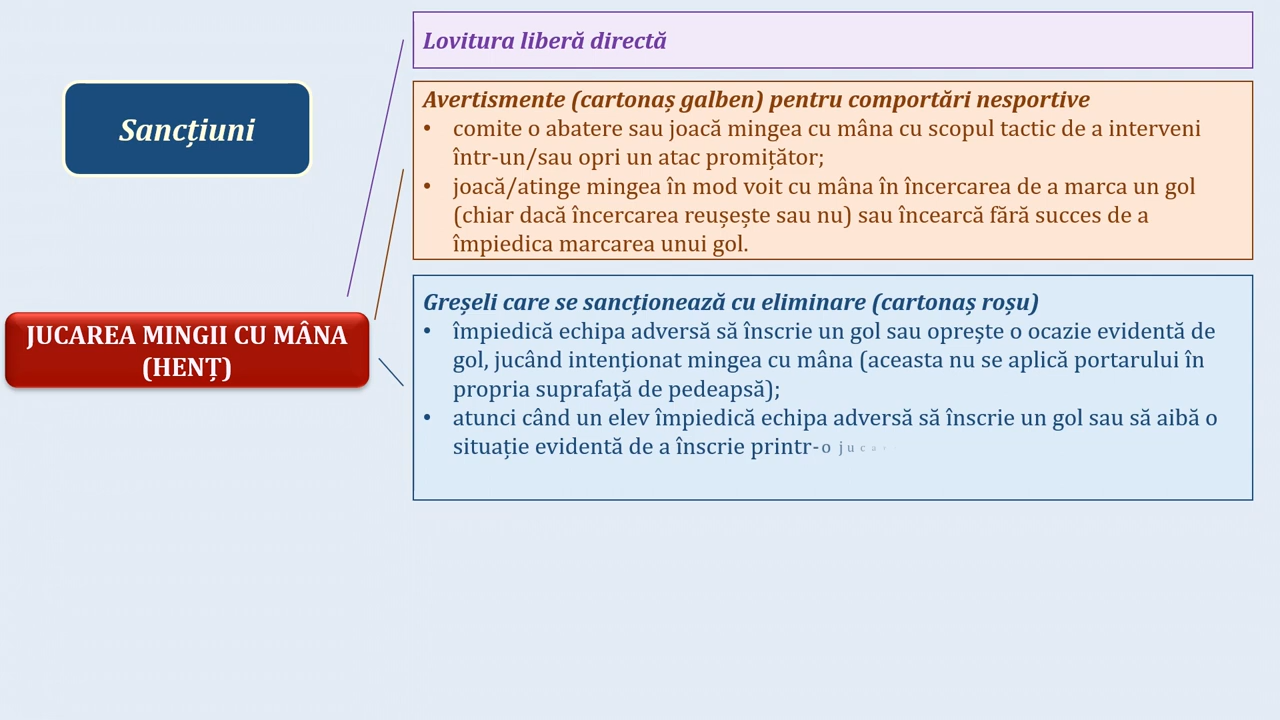 Lovitura liberă directă
Sancțiuni
Avertismente (cartonaș galben) pentru comportări nesportive
• comite o abatere sau joacă mingea cu mâna cu scopul tactic de a interveni
într-un/sau opri un atac promițător;
• joacă/atinge mingea în mod voit cu mâna în încercarea de a marca un gol
(chiar dacă încercarea reușește sau nu) sau încearcă fără succes de a
împiedica marcarea unui gol.
JUCAREA MINGII CU MÂNA
(HENȚ)
Greșeli care se sancționează cu eliminare (cartonaș roșu)
• împiedică echipa adversă să înscrie un gol sau oprește o ocazie evidentă de
gol, jucând intenționat mingea cu mâna (aceasta nu se aplică portarului în
propria suprafață de pedeapsă);
• atunci când un elev împiedică echipa adversă să înscrie un gol sau să aibă o
situație evidentă de a înscrie printr-o